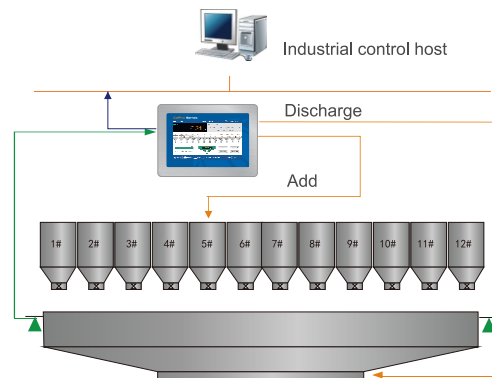 Industrial control host
Discharge
Add
1# 2# 3# 4# 5# 6# 7# 8# 9# 10# 11# 12#